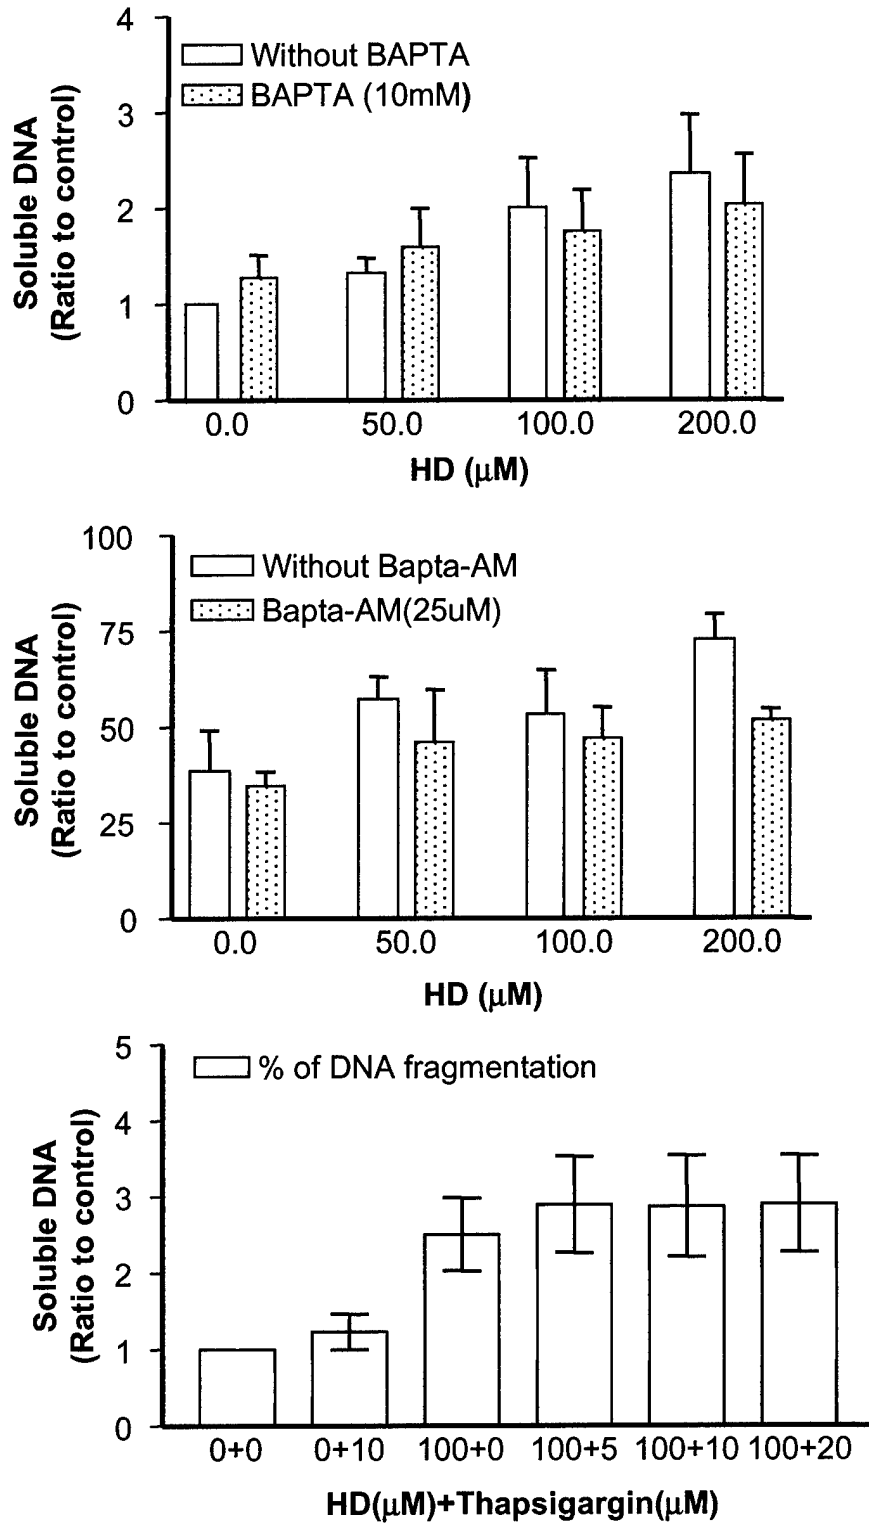 4
3
2
1
0
Soluble DNA
(Ratio to control)
Without BAPTA
BAPTA (10mM)
0.0 50.0 100.0 200.0
HD (μM)
100
75
50
25
0
Soluble DNA
(Ratio to control)
Without Bapta-AM
Bapta-AM(25uM)
0.0 50.0 100.0 200.0
HD (μM)
5
4
3
2
1
0
Soluble DNA
(Ratio to control)
% of DNA fragmentation
0+0 0+10 100+0 100+5 100+10 100+20
HD(μM)+Thapsigargin(μM)